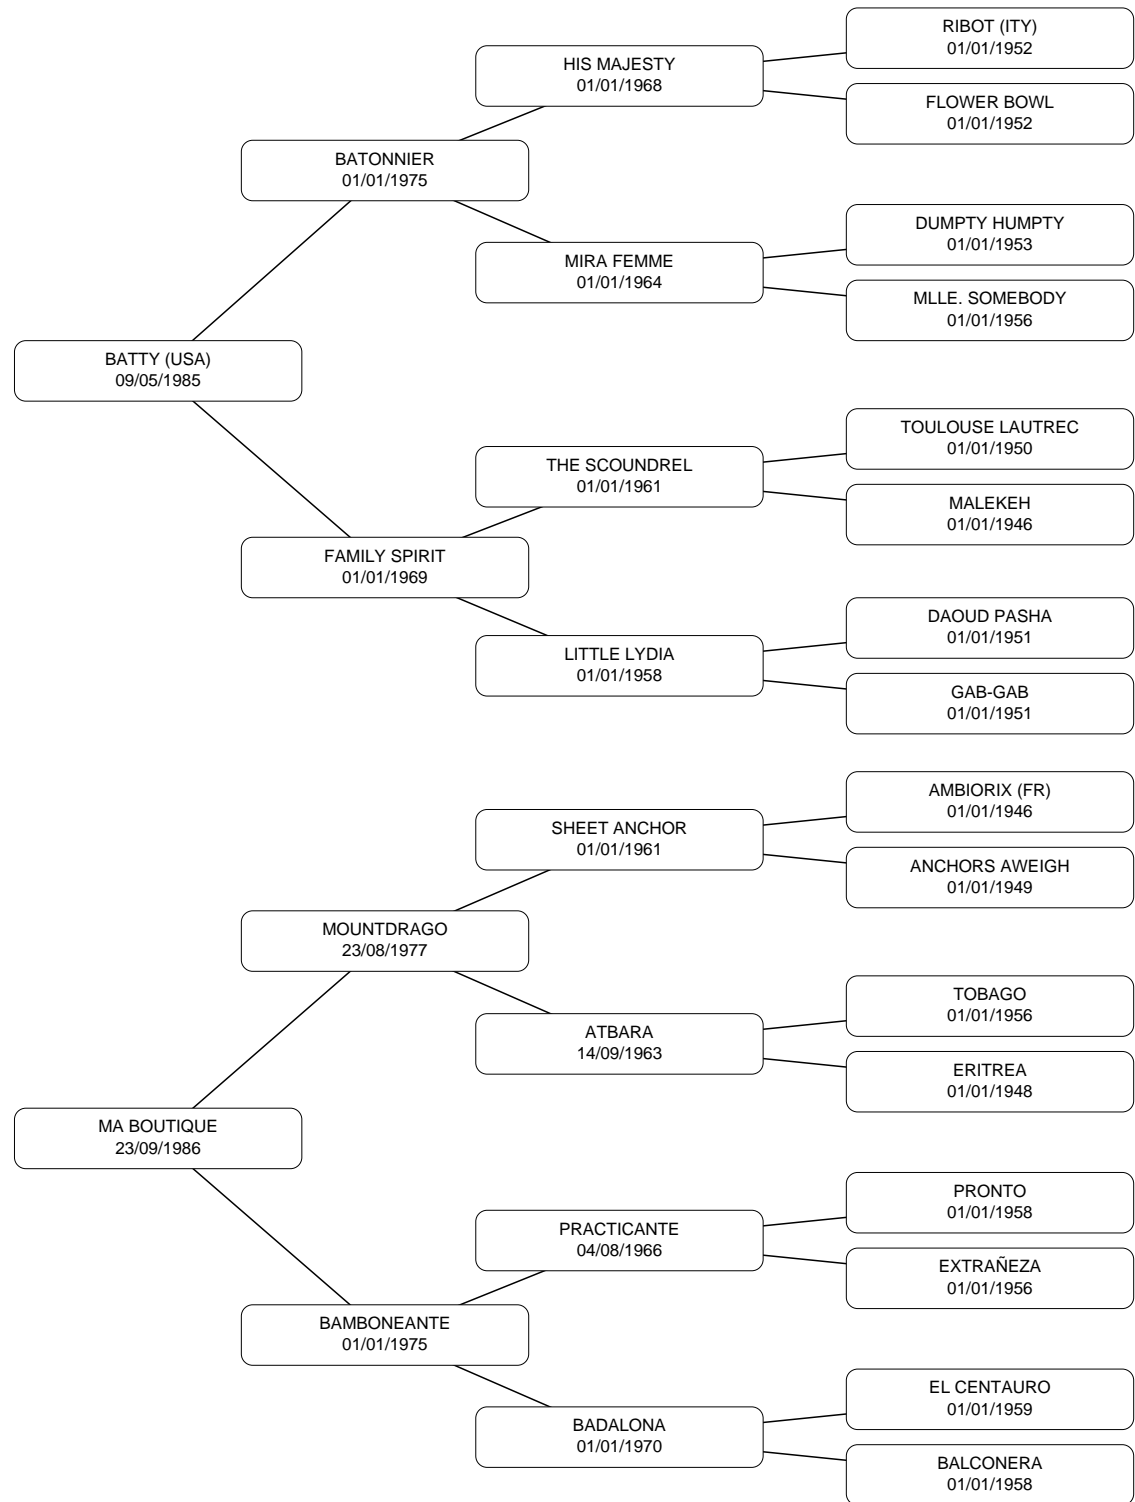 RIBOT (ITY)
01/01/1952
HIS MAJESTY
01/01/1968
FLOWER BOWL
01/01/1952
BATONNIER
01/01/1975
DUMPTY HUMPTY
01/01/1953
MIRA FEMME
01/01/1964
MLLE. SOMEBODY
01/01/1956
BATTY (USA)
09/05/1985
TOULOUSE LAUTREC
01/01/1950
THE SCOUNDREL
01/01/1961
MALEKEH
01/01/1946
FAMILY SPIRIT
01/01/1969
DAOUD PASHA
01/01/1951
LITTLE LYDIA
01/01/1958
GAB-GAB
01/01/1951
AMBIORIX (FR)
01/01/1946
SHEET ANCHOR
01/01/1961
ANCHORS AWEIGH
01/01/1949
MOUNTDRAGO
23/08/1977
TOBAGO
01/01/1956
ATBARA
14/09/1963
ERITREA
01/01/1948
MA BOUTIQUE
23/09/1986
PRONTO
01/01/1958
PRACTICANTE
04/08/1966
EXTRAÑEZA
01/01/1956
BAMBONEANTE
01/01/1975
EL CENTAURO
01/01/1959
BADALONA
01/01/1970
BALCONERA
01/01/1958